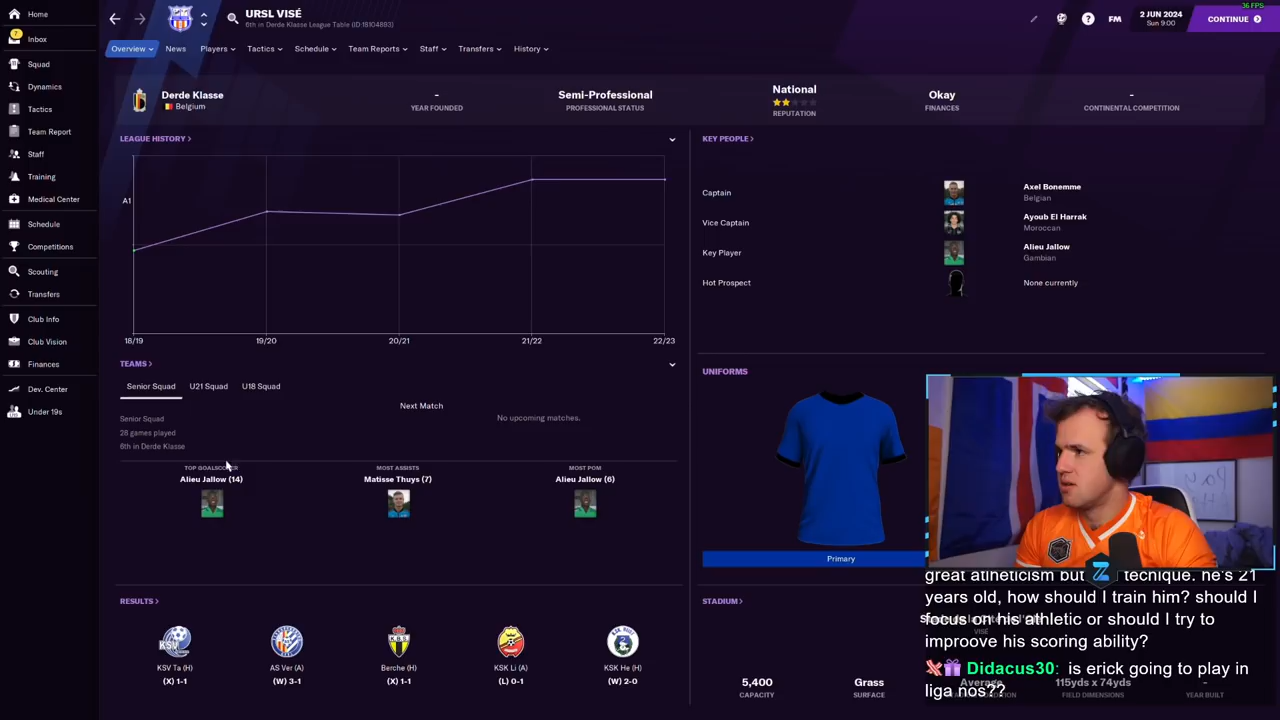 36 FPS
Home
URSL VISÉ
6th in Derde Klasse League Table (ID:18104893)
FM
2 JUN 2024
Sun 9:00
CONTINUE
7
Inbox
Overview
News
Players
Tactics
Schedule
Team Reports
Staff
Transfers
History
Squad
Dynamics
Tactics
Team Report
Staff
Training
Medical Center
Schedule
Competitions
Scouting
Transfers
Club Info
Club Vision
Finances
Dev. Center
Under 19s
Derde Klasse
Belgium
-
YEAR FOUNDED
Semi-Professional
PROFESSIONAL STATUS
National
REPUTATION
Okay
FINANCES
-
CONTINENTAL COMPETITION
LEAGUE HISTORY >
A1
18/19
19/20
20/21
21/22
22/23
KEY PEOPLE >
Captain
Axel Bonemme
Belgian
Vice Captain
Ayoub El Harrak
Moroccan
Key Player
Alieu Jallow
Gambian
Hot Prospect
None currently
TEAMS >
Senior Squad
U21 Squad
U18 Squad
Senior Squad
28 games played
6th in Derde Klasse
Next Match
No upcoming matches.
TOP GOALSCORER
Alieu Jallow (14)
MOST ASSISTS
Matisse Thuys (7)
MOST POM
Alieu Jallow (6)
UNIFORMS
Primary
RESULTS >
KSV Ta (H)
(X) 1-1
AS Ver (A)
(W) 3-1
Berche (H)
(X) 1-1
KSK Li (A)
(L) 0-1
KSK He (H)
(W) 2-0
STADIUM >
VISÉ
5,400
CAPACITY
Grass
SURFACE
Average
115yds x 74yds
FIELD DIMENSIONS
-
YEAR BUILT
great atheticism but tecnique. he's 21
years old, how should I train him? should I
focus on his athletic or should I try to
improove his scoring ability?
Didacus30: is erick going to play in
liga nos??